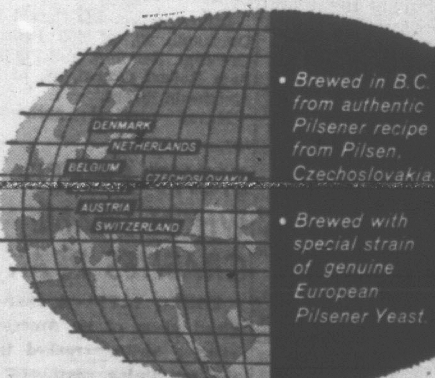 DENMARK
NETHERLANDS
BELGIUM
CZECHOSLOVAKIA
AUSTRIA
SWITZERLAND
• Brewed in B.C.
from authentic
Pilsener recipe
from Pilsen,
Czechoslovakia.
• Brewed with
special strain
of genuine
European
Pilsener Yeast.